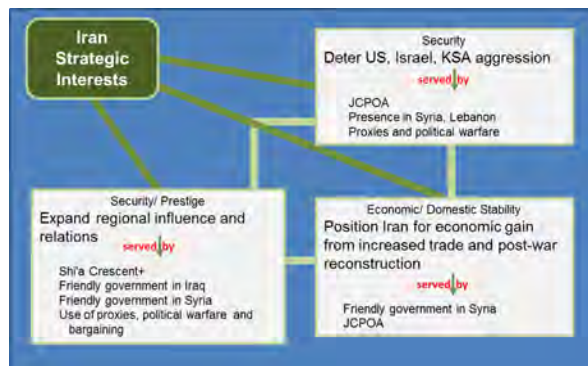 Iran
Strategic
Interests
Security
Deter US, Israel, KSA aggression
served by
JCPOA
Presence in Syria, Lebanon
Proxies and political warfare
Security/ Prestige
Expand regional influence and
relations
served by
Shi'a Crescent+
Friendly government in Iraq
Friendly government in Syria
Use of proxies, political warfare and
bargaining
Economic/ Domestic Stability
Position Iran for economic gain
from increased trade and post-war
reconstruction
served by
Friendly government in Syria
JCPOA